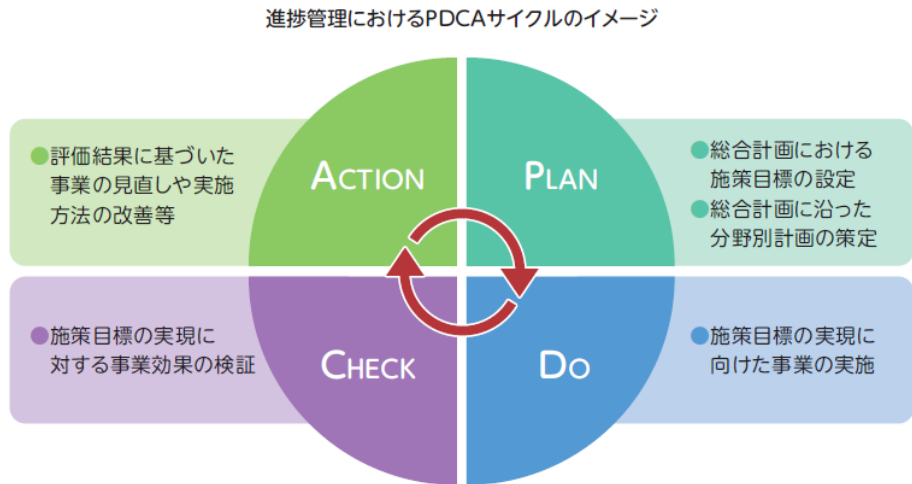 進捗管理におけるPDCAサイクルのイメージ
ACTION
●評価結果に基づいた
事業の見直しや実施
方法の改善等
PLAN
●総合計画における
施策目標の設定
●総合計画に沿った
分野別計画の策定
CHECK
●施策目標の実現に
対する事業効果の検証
DO
●施策目標の実現に
向けた事業の実施